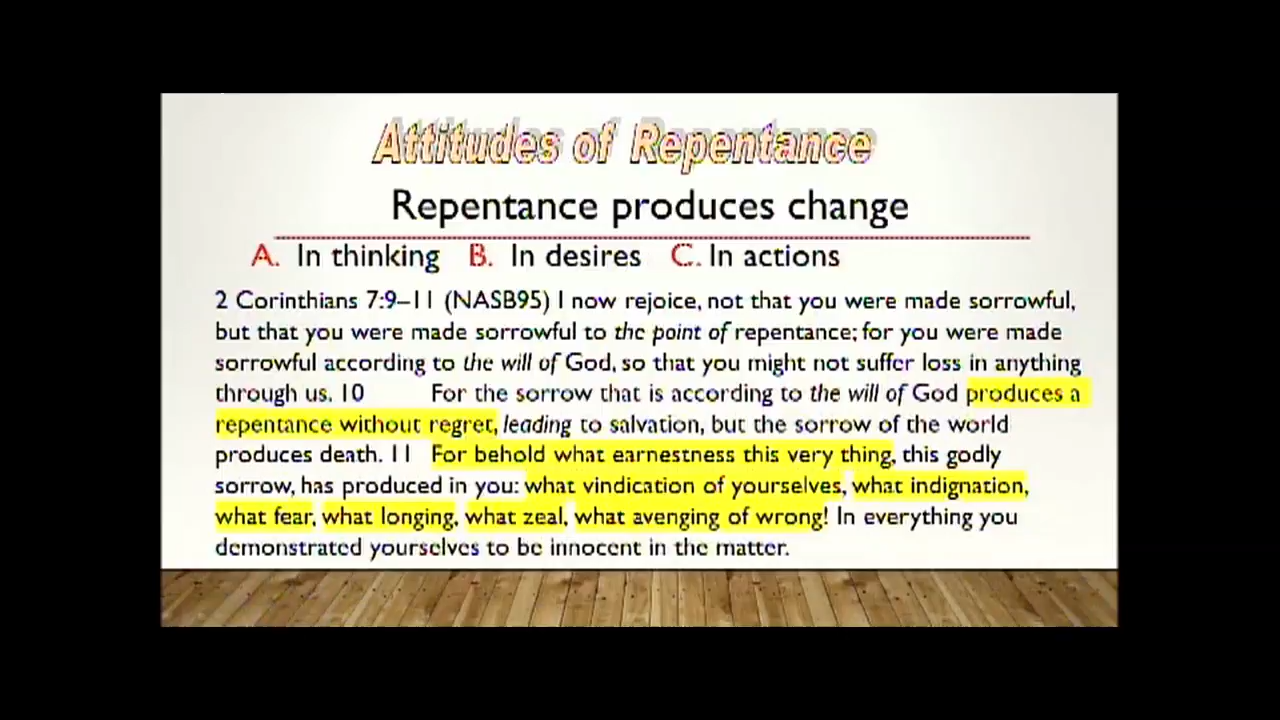 Attitudes of Repentance
Repentance produces change
A. In thinking B. In desires C. In actions
2 Corinthians 7:9–11 (NASB95) I now rejoice, not that you were made sorrowful,
but that you were made sorrowful to the point of repentance; for you were made
sorrowful according to the will of God, so that you might not suffer loss in anything
through us. 10 For the sorrow that is according to the will of God produces a
repentance without regret, leading to salvation, but the sorrow of the world
produces death. 11 For behold what earnestness this very thing, this godly
sorrow, has produced in you: what vindication of yourselves, what indignation,
what fear, what longing, what zeal, what avenging of wrong! In everything you
demonstrated yourselves to be innocent in the matter.